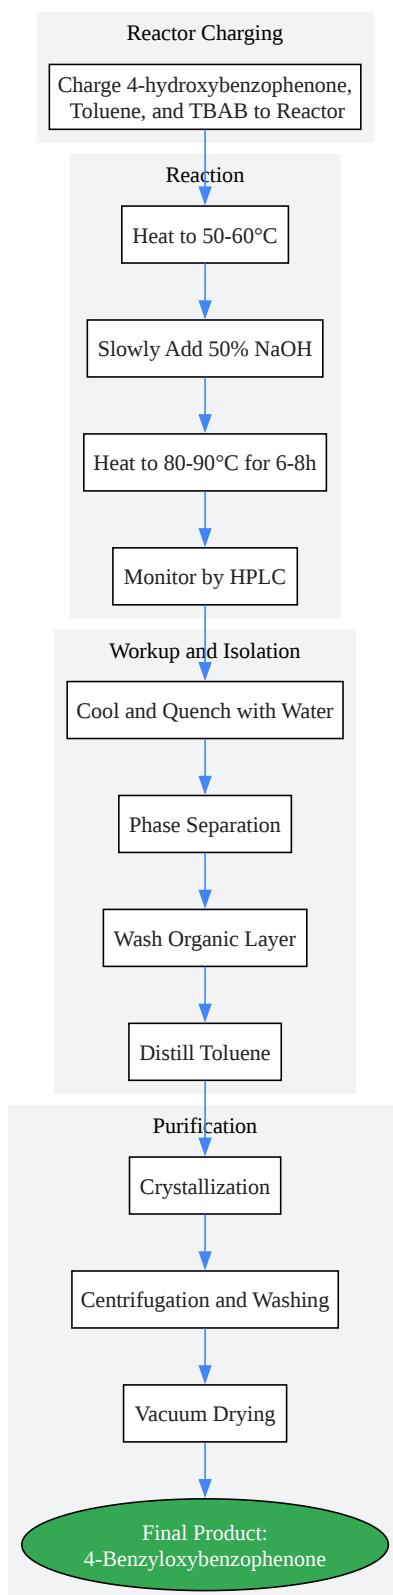 Reactor Charging
Charge 4-hydroxybenzophenone,
Toluene, and TBAB to Reactor
Reaction
Heat to 50-60°C
Slowly Add 50% NaOH
Heat to 80-90°C for 6-8h
Monitor by HPLC
Workup and Isolation
Cool and Quench with Water
Phase Separation
Wash Organic Layer
Distill Toluene
Purification
Crystallization
Centrifugation and Washing
Vacuum Drying
Final Product:
4-Benzyloxybenzophenone